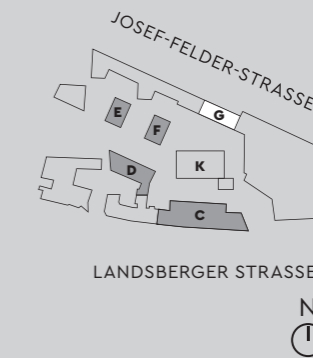 JOSEF-FELDER-STRASSE
G
E
F
K
D
C
LANDSBERGER STRASSE
N